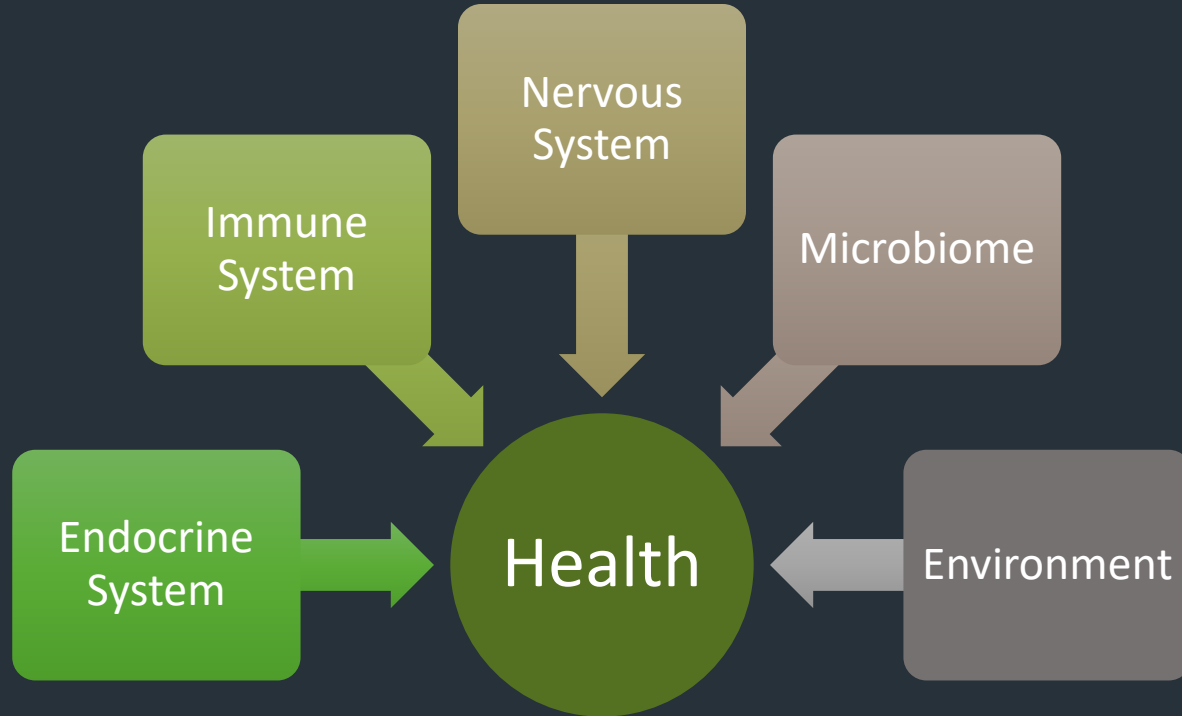 Nervous
System
Immune
System
Microbiome
Endocrine
System
Health
Environment